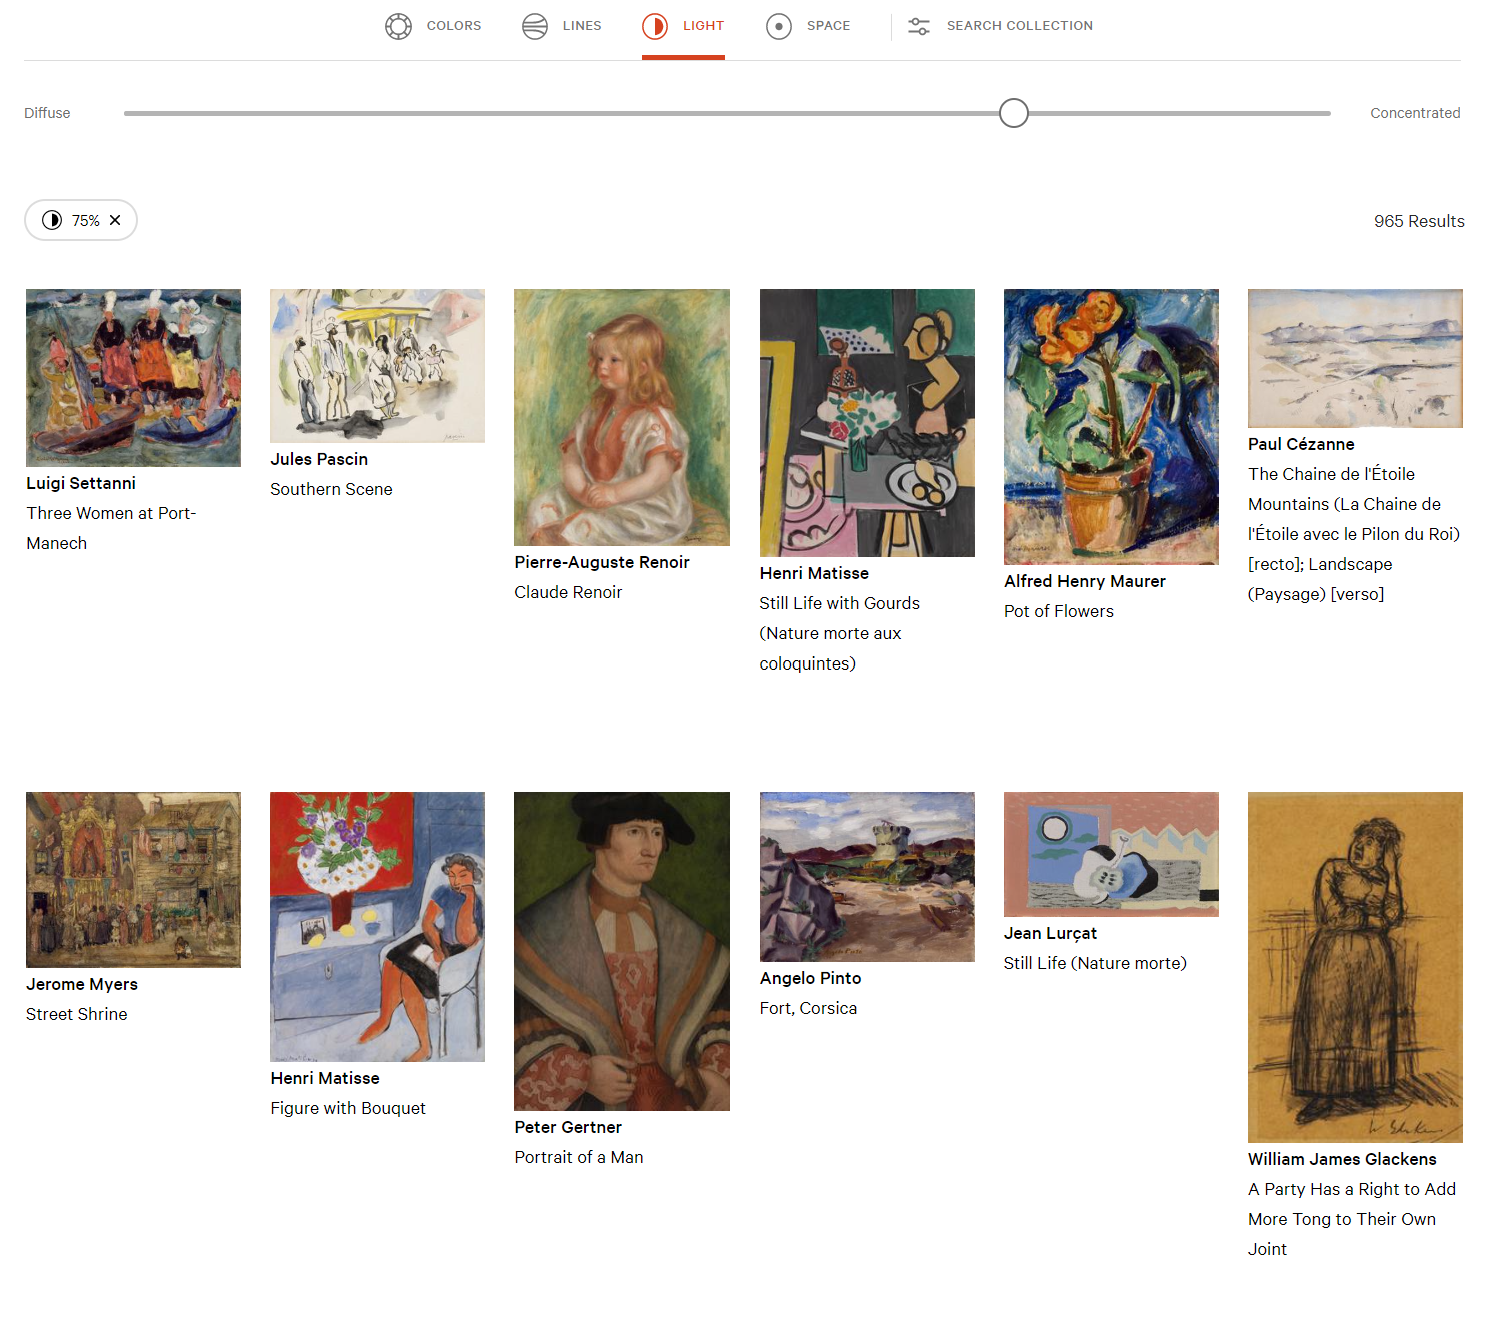 COLORS
LINES
LIGHT
SPACE
SEARCH COLLECTION
Diffuse
Concentrated
75%
965 Results
Luigi Settanni
Three Women at Port-
Manech
Jules Pascin
Southern Scene
Pierre-Auguste Renoir
Claude Renoir
Henri Matisse
Still Life with Gourds
(Nature morte aux
coloquintes)
Alfred Henry Maurer
Pot of Flowers
Paul Cézanne
The Chaine de l'Étoile
Mountains (La Chaine de
l'Étoile avec le Pilon du Roi)
[recto]; Landscape
(Paysage) [verso]
Jerome Myers
Street Shrine
Henri Matisse
Figure with Bouquet
Peter Gertner
Portrait of a Man
Angelo Pinto
Fort, Corsica
Jean Lurçat
Still Life (Nature morte)
William James Glackens
A Party Has a Right to Add
More Tong to Their Own
Joint